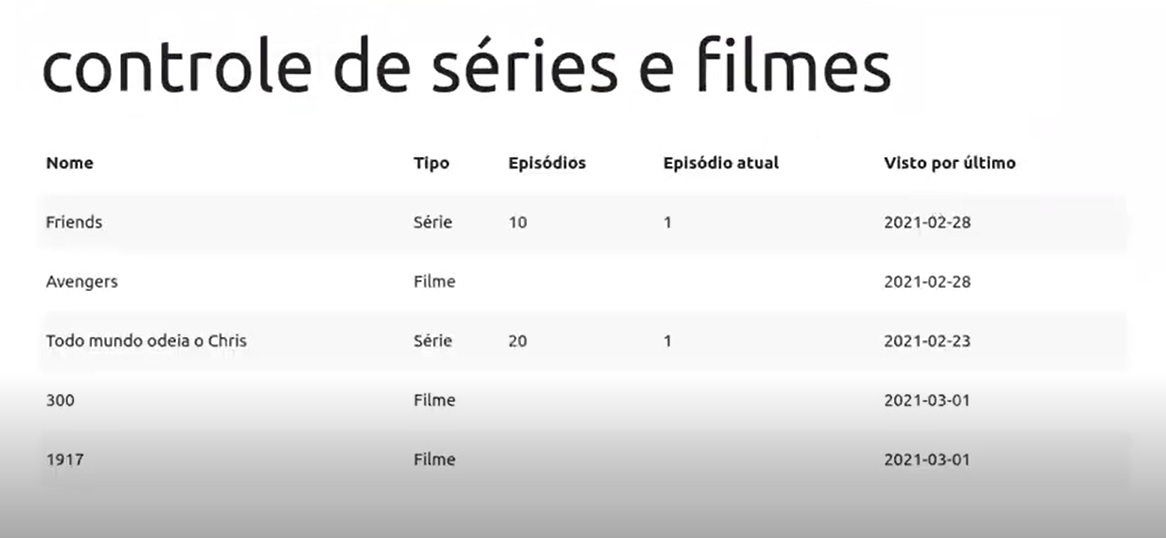 controle de séries e filmes
Nome Tipo Episódios Episódio atual Visto por último
Friends Série 10 1 2021-02-28
Avengers Filme 2021-02-28
Todo mundo odeia o Chris Série 20 1 2021-02-23
300 Filme 2021-03-01
1917 Filme 2021-03-01